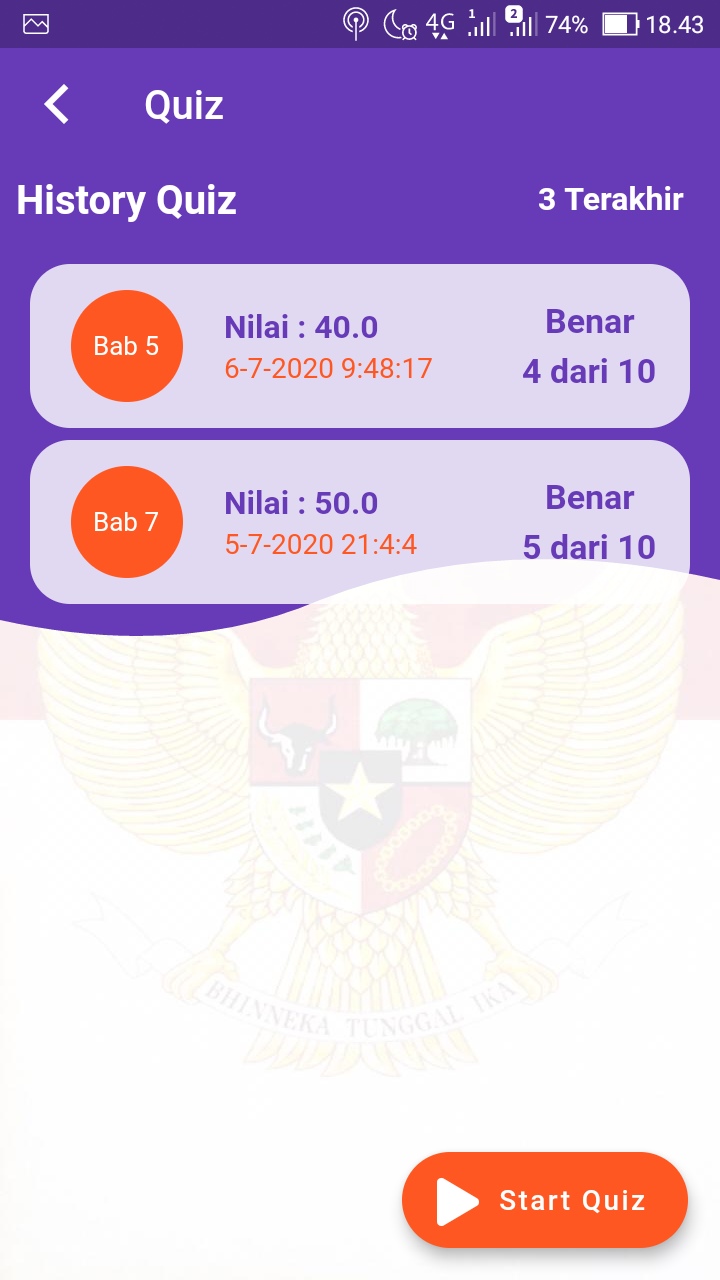 4G 1 2 74% 18.43
Quiz
History Quiz 3 Terakhir
Bab 5
Nilai : 40.0
6-7-2020 9:48:17
Benar
4 dari 10
Bab 7
Nilai : 50.0
5-7-2020 21:4:4
Benar
5 dari 10
BHINNEKA TUNGGAL IKA
Start Quiz